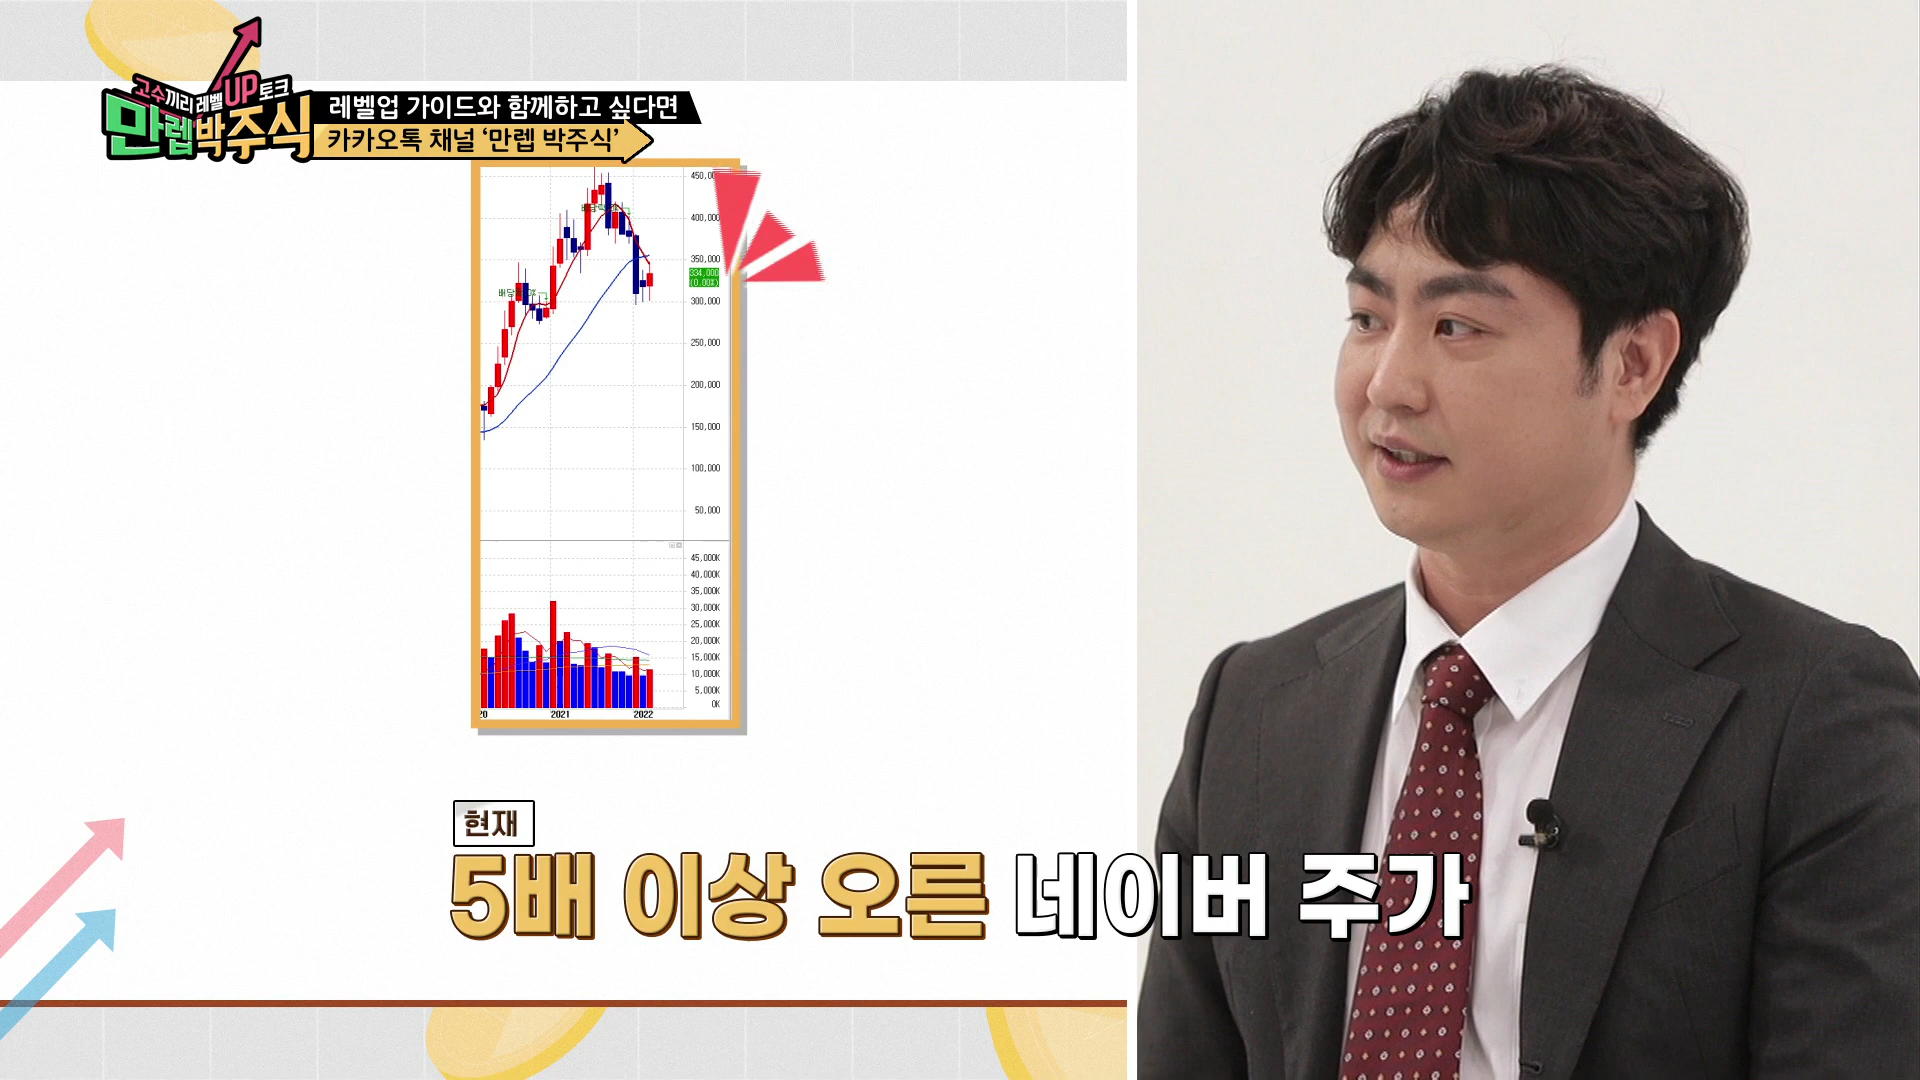 고수끼리 레벨UP토크
만렙박주식
레벨업 가이드와 함께하고 싶다면
카카오톡 채널 ‘만렙 박주식’
400,000
350,000
334,000
(0.00%)
300,000
250,000
200,000
150,000
100,000
50,000
45,000K
40,000K
35,000K
30,000K
25,000K
20,000K
15,000K
10,000K
5,000K
0K
20 2021 2022
현재
5배 이상 오른 네이버 주가